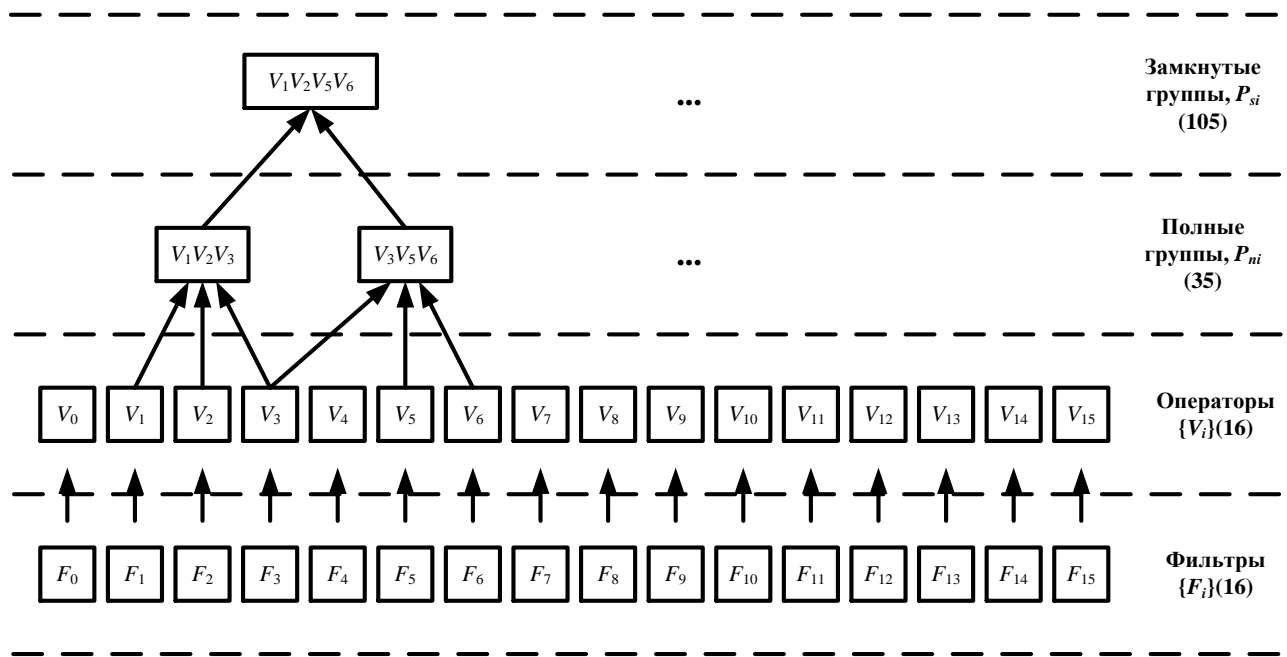 V1V2V5V6
...
Замкнутые
группы, Psi
(105)
V1V2V3
V3V5V6
...
Полные
группы, Pni
(35)
V0 V1 V2 V3 V4 V5 V6 V7 V8 V9 V10 V11 V12 V13 V14 V15
Операторы
{Vi}(16)
F0 F1 F2 F3 F4 F5 F6 F7 F8 F9 F10 F11 F12 F13 F14 F15
Фильтры
{Fi}(16)